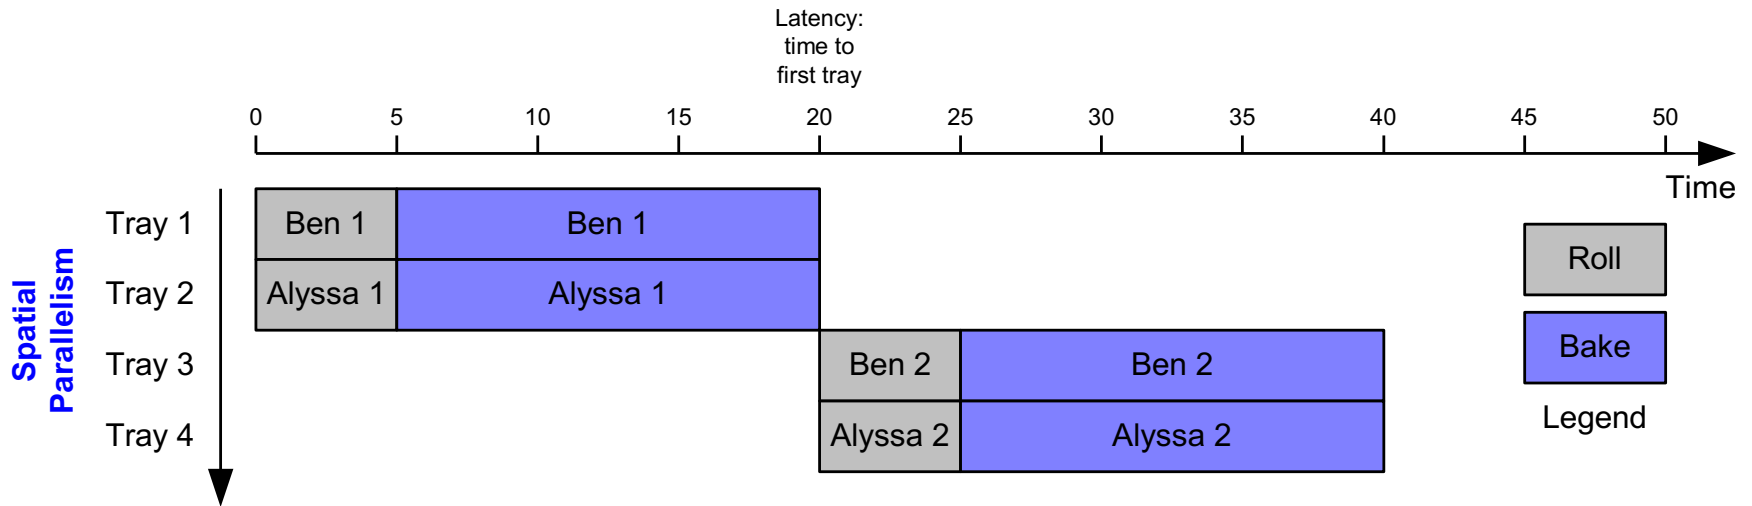 Latency:
time to
first tray
0 5 10 15 20 25 30 35 40 45 50
Time
Spatial
Parallelism
Tray 1 Ben 1 Ben 1
Tray 2 Alyssa 1 Alyssa 1
Tray 3 Ben 2 Ben 2
Tray 4 Alyssa 2 Alyssa 2
Roll
Bake
Legend